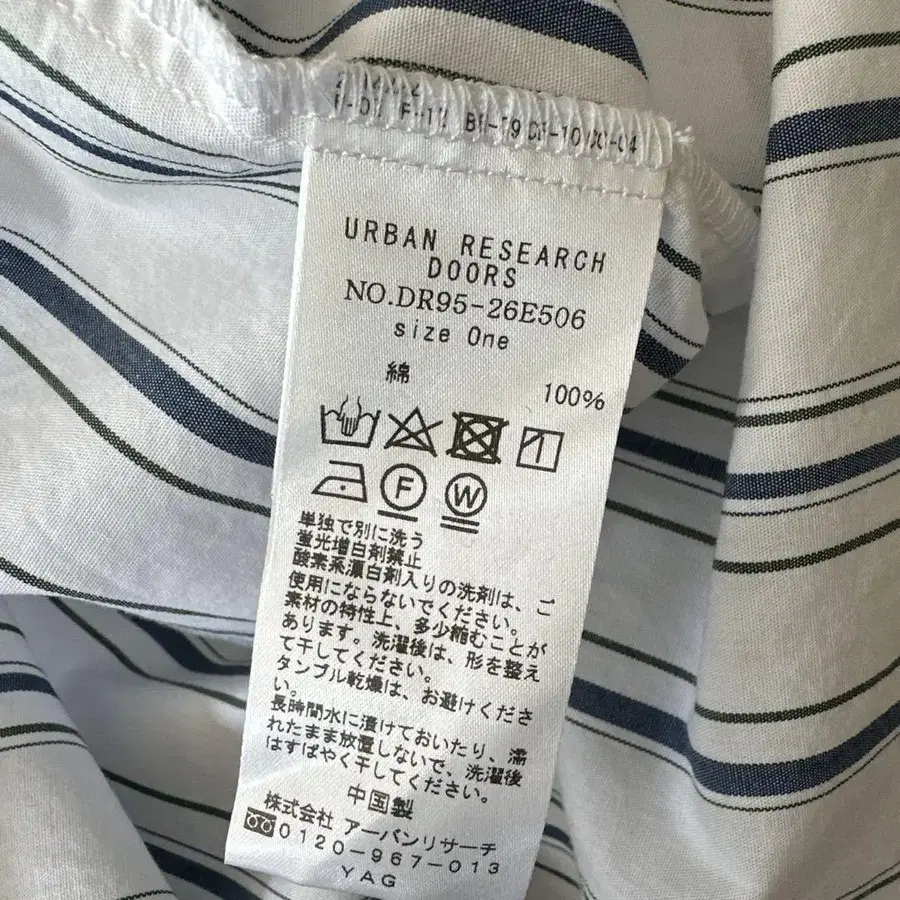 URBAN RESEARCH
DOORS
NO.DR95-26E506
size One
綿 100%
1
F W
単独で別に洗う
蛍光増白剤禁止
酸素系漂白剤入りの洗剤は、ご
使用にならないでください。
素材の特性上、多少縮むことが
あります。洗濯後は、形を整え
て干してください。
タンブル乾燥は、お避けくださ
い。
長時間水に漬けておいたり、濡
れたまま放置しないで、洗濯後
はすばやく干してください。
中国製
株式会社 アーバンリサーチ
0120-967-013
YAG